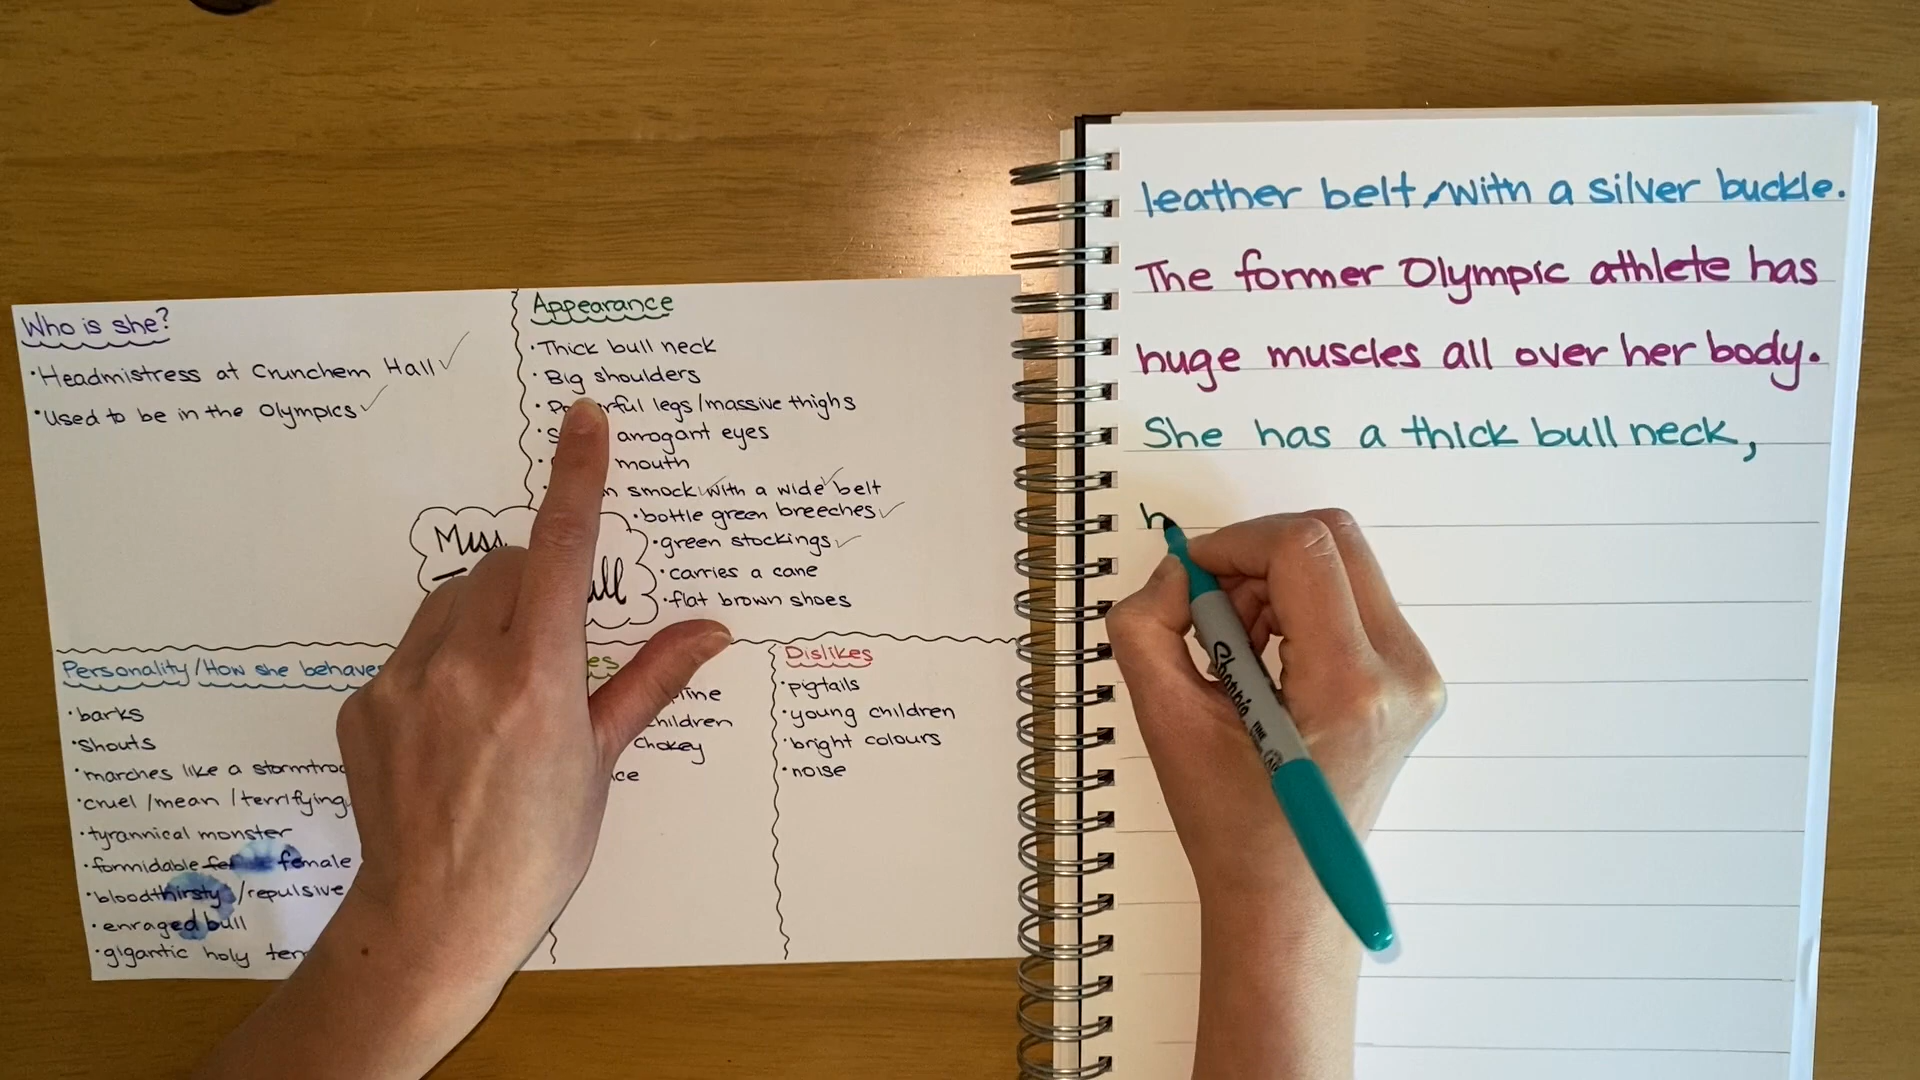 Who is she?
·Headmistress at Crunchem Hall
·Used to be in the Olympics
Appearance
·Thick bull neck
·Big shoulders
legs/massive thighs
arrogant eyes
mouth
smock with a wide belt
·bottle green breeches
·green stockings
·carries a cane
·flat brown shoes
Miss
Personality/How she behaves
·barks
·shouts
·marches like a
·cruel/mean/terrifying
·tyrannical monster
·formidable female
·bloodthirsty/repulsive
·enraged bull
·gigantic holy
children
Chokey
Dislikes
·pigtails
·young children
·bright colours
·noise
leather belt, with a silver buckle.
The former Olympic athlete has
huge muscles all over her body.
She has a thick bull neck,
Sharpie